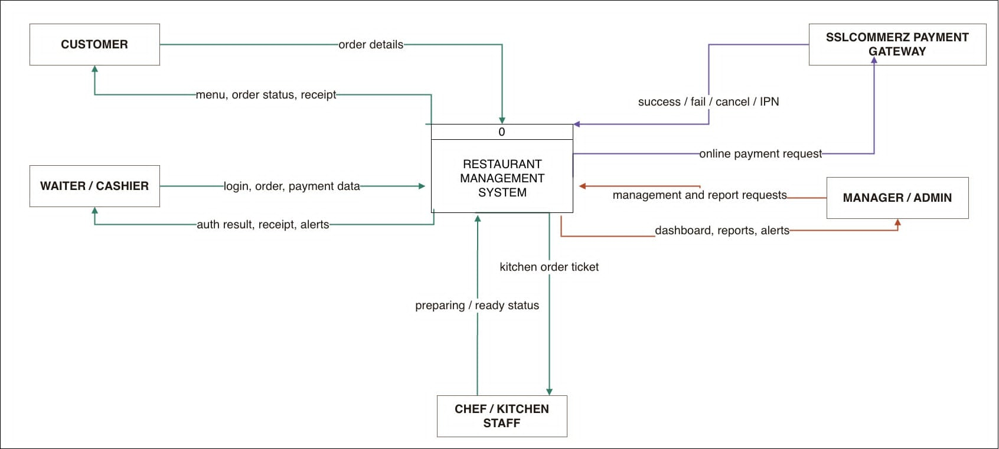 CUSTOMER
order details
SSLCOMMERZ PAYMENT
GATEWAY
menu, order status, receipt
success / fail / cancel / IPN
0
RESTAURANT
MANAGEMENT
SYSTEM
online payment request
WAITER / CASHIER
login, order, payment data
management and report requests
MANAGER / ADMIN
auth result, receipt, alerts
dashboard, reports, alerts
kitchen order ticket
preparing / ready status
CHEF / KITCHEN
STAFF